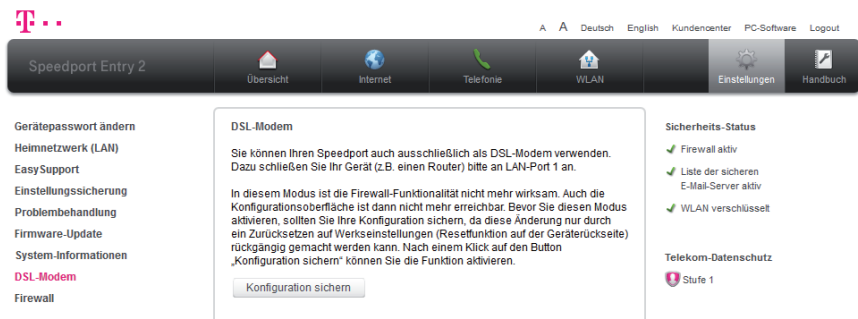 T
A A Deutsch English Kundencenter PC-Software Logout
Speedport Entry 2
Übersicht
Internet
Telefonie
WLAN
Einstellungen
Handbuch
Gerätepasswort ändern
Heimnetzwerk (LAN)
EasySupport
Einstellungssicherung
Problembehandlung
Firmware-Update
System-Informationen
DSL-Modem
Firewall
DSL-Modem
Sie können Ihren Speedport auch ausschließlich als DSL-Modem verwenden.
Dazu schließen Sie Ihr Gerät (z.B. einen Router) bitte an LAN-Port 1 an.
In diesem Modus ist die Firewall-Funktionalität nicht mehr wirksam. Auch die
Konfigurationsoberfläche ist dann nicht mehr erreichbar. Bevor Sie diesen Modus
aktivieren, sollten Sie Ihre Konfiguration sichern, da diese Änderung nur durch
ein Zurücksetzen auf Werkseinstellungen (Resetfunktion auf der Geräterückseite)
rückgängig gemacht werden kann. Nach einem Klick auf den Button
„Konfiguration sichern“ können Sie die Funktion aktivieren.
Konfiguration sichern
Sicherheits-Status
Firewall aktiv
Liste der sicheren
E-Mail-Server aktiv
WLAN verschlüsselt
Telekom-Datenschutz
Stufe 1